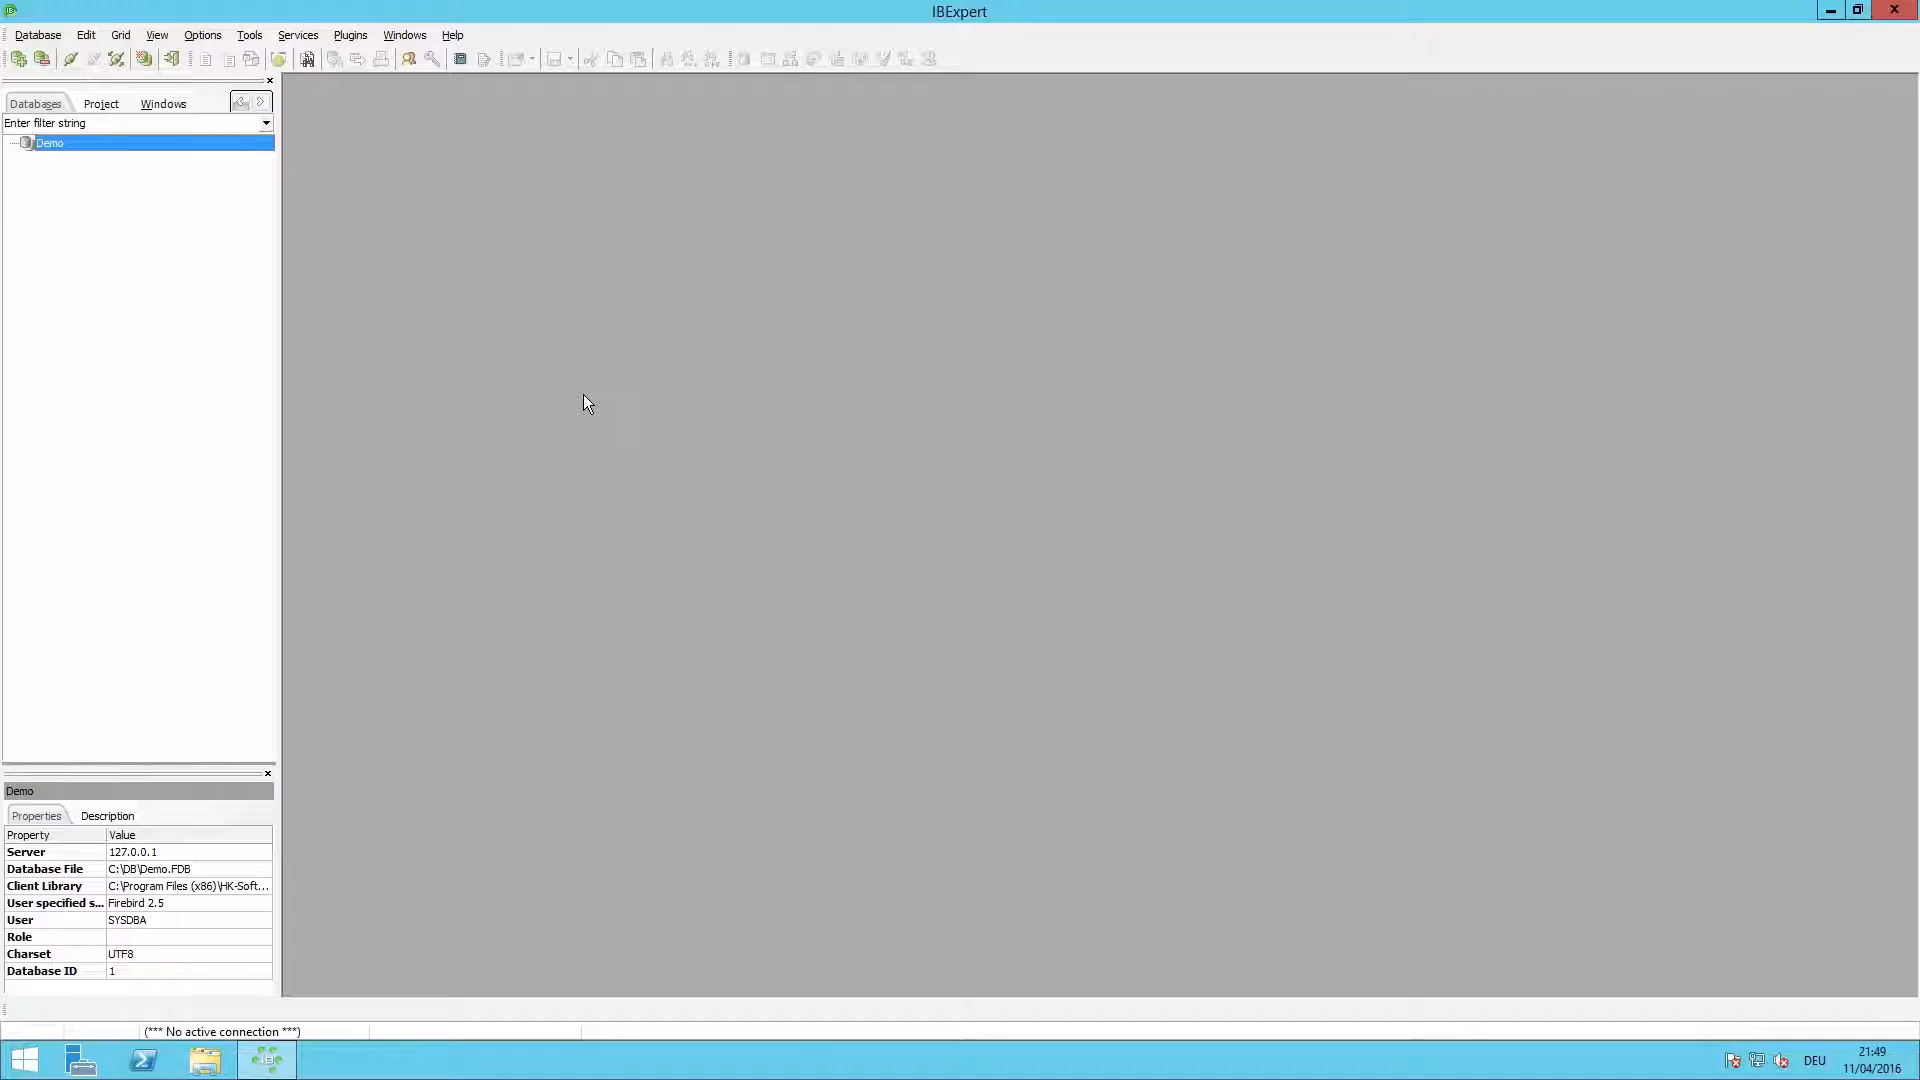 IBExpert
Database Edit Grid View Options Tools Services Plugins Windows Help
Databases Project Windows
Enter filter string
Demo
Demo
Properties Description
Property Value
Server 127.0.0.1
Database File C:\DB\Demo.FDB
Client Library C:\Program Files (x86)\HK-Soft...
User specified s... Firebird 2.5
User SYSDBA
Role
Charset UTF8
Database ID 1
(*** No active connection ***)
DEU
21:49
11/04/2016